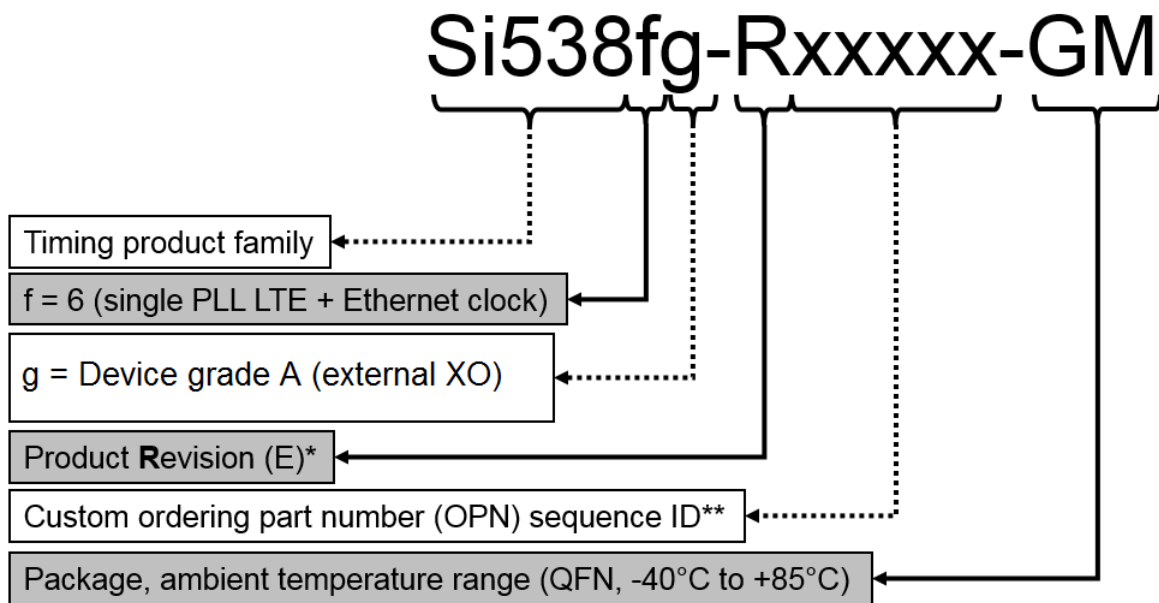 Si538fg-Rxxxxx-GM
Timing product family
f = 6 (single PLL LTE + Ethernet clock)
g = Device grade A (external XO)
Product Revision (E)*
Custom ordering part number (OPN) sequence ID**
Package, ambient temperature range (QFN, -40°C to +85°C)